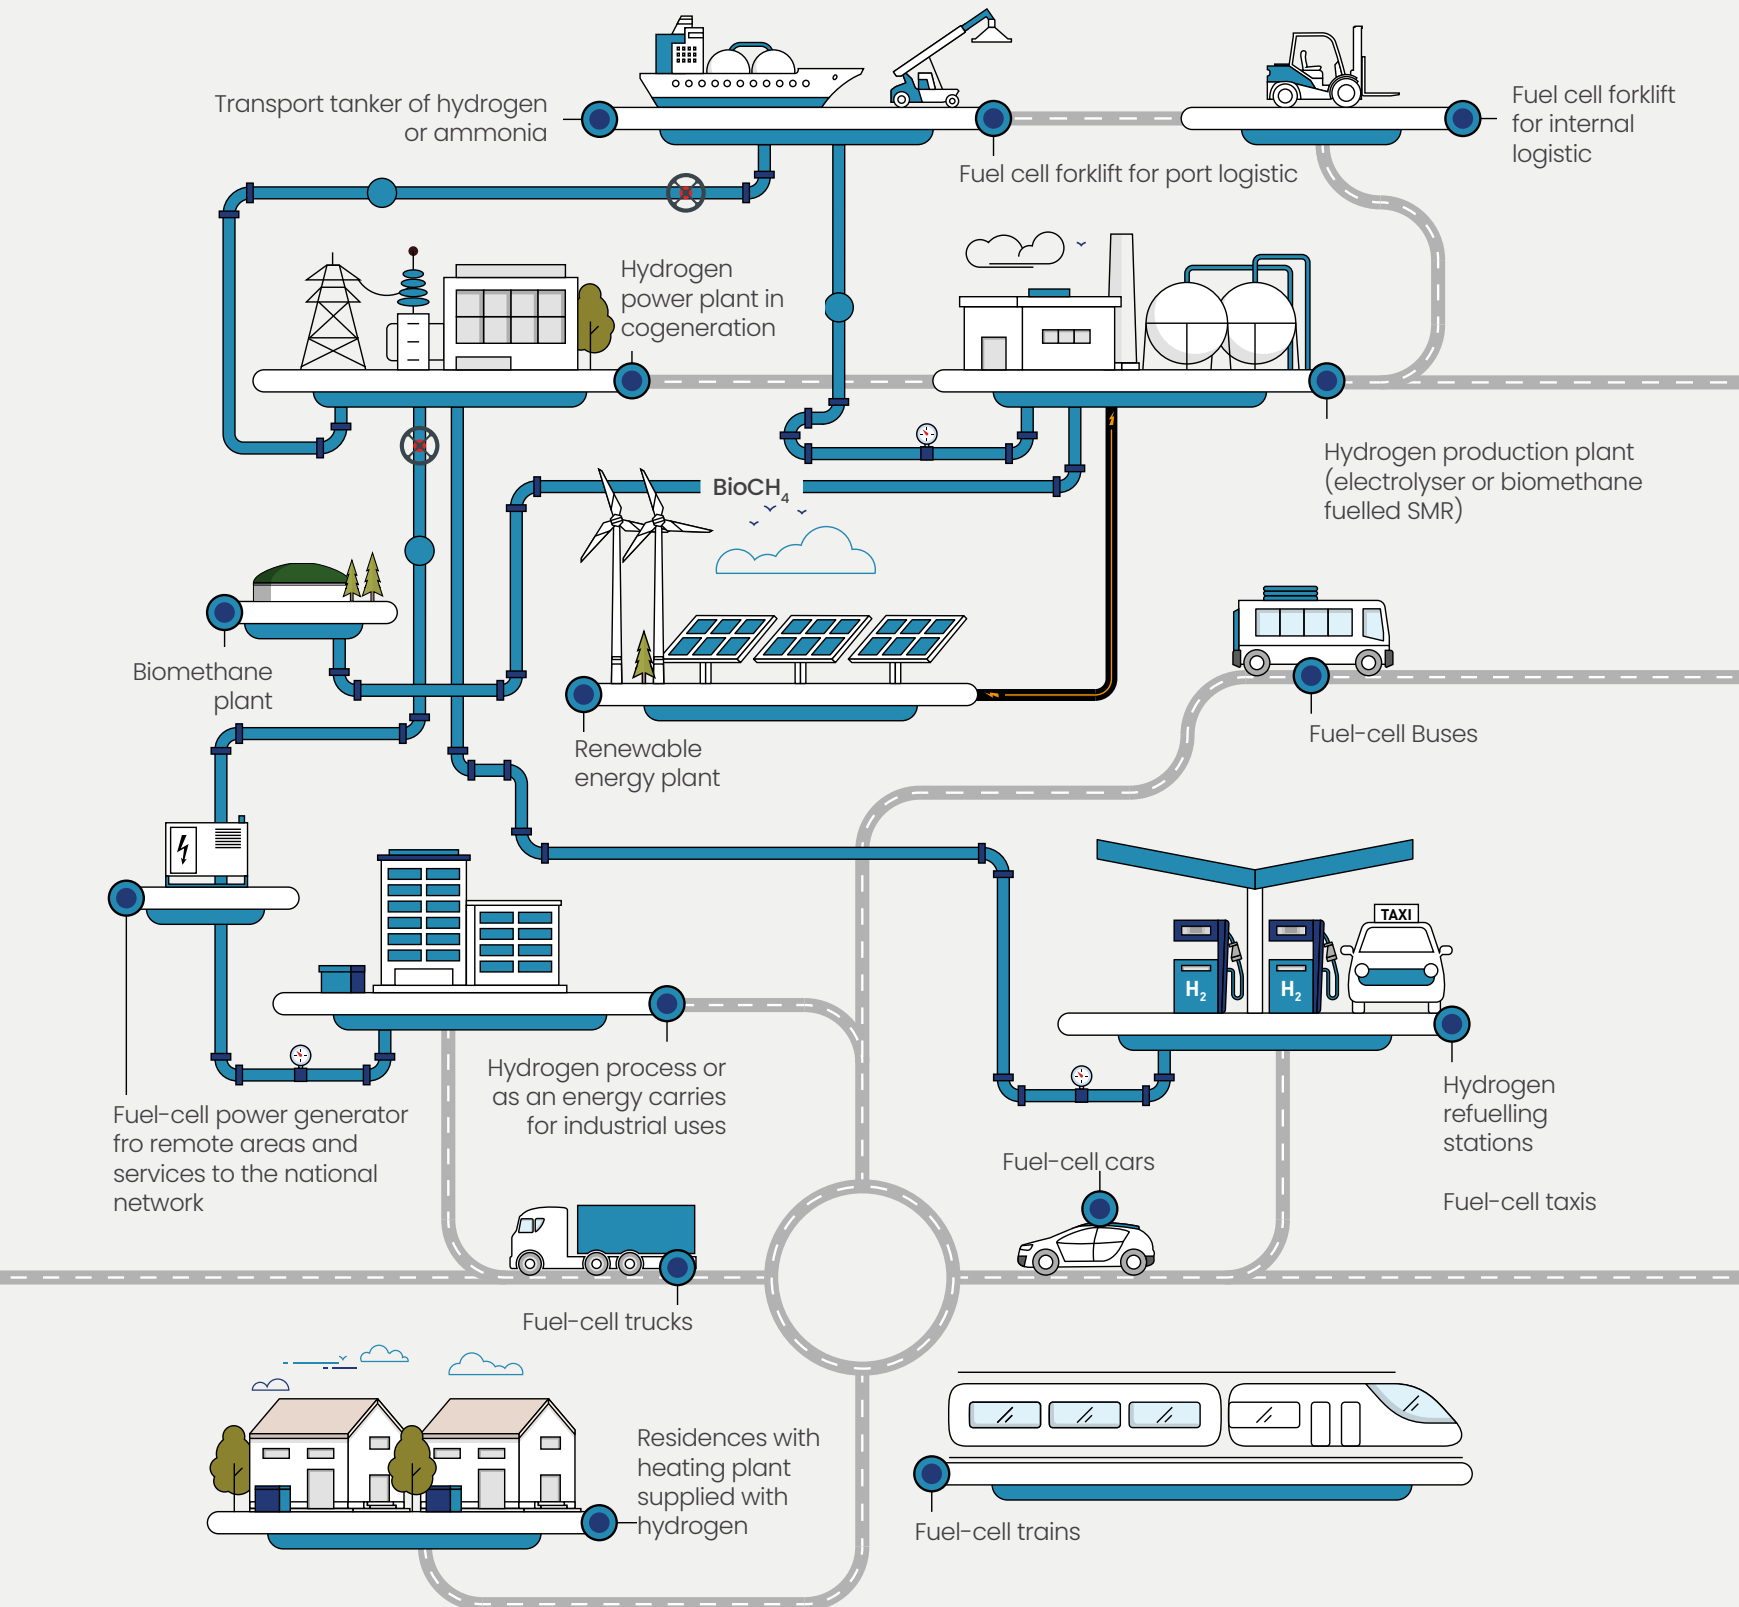 Transport tanker of hydrogen
or ammonia
Fuel cell forklift for port logistic
Fuel cell forklift
for internal
logistic
Hydrogen
power plant in
cogeneration
Hydrogen production plant
(electrolyser or biomethane
fuelled SMR)
BioCH4
Biomethane
plant
Renewable
energy plant
Fuel-cell Buses
TAXI
H2
H2
Hydrogen process or
as an energy carries
for industrial uses
Fuel-cell power generator
fro remote areas and
services to the national
network
Hydrogen
refuelling
stations
Fuel-cell taxis
Fuel-cell cars
Fuel-cell trucks
Residences with
heating plant
supplied with
hydrogen
Fuel-cell trains